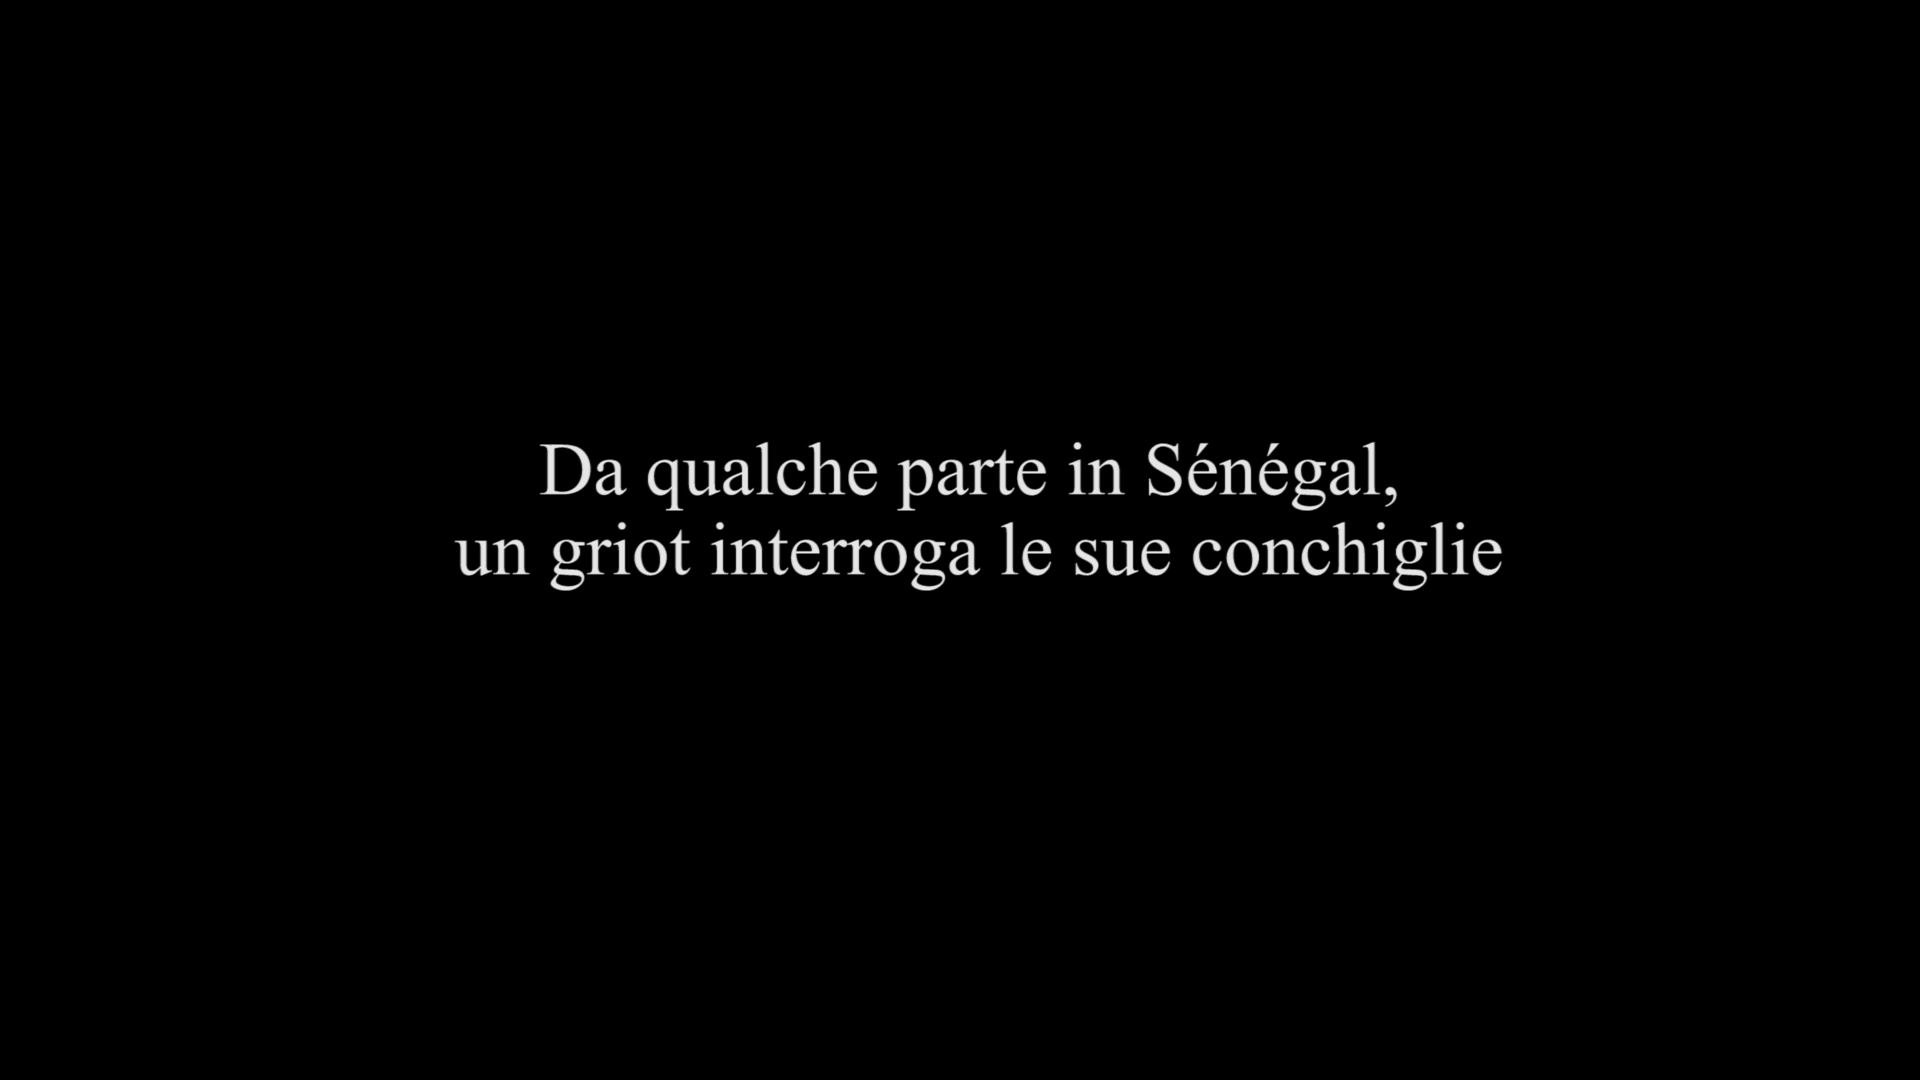 Da qualche parte in Sénégal,
un griot interroga le sue conchiglie